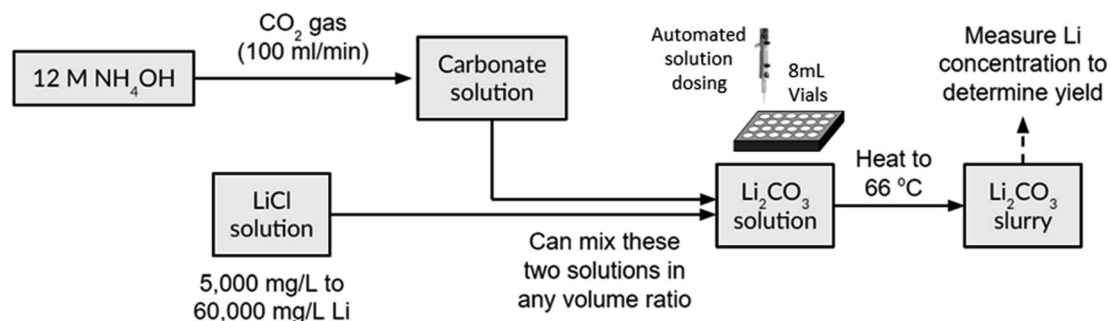 CO₂ gas
(100 ml/min)
12 M NH₄OH
Carbonate
solution
Automated
solution
dosing
8mL
Vials
Measure Li
concentration to
determine yield
LiCl
solution
5,000 mg/L to
60,000 mg/L Li
Can mix these
two solutions in
any volume ratio
Li₂CO₃
solution
Heat to
66 °C
Li₂CO₃
slurry